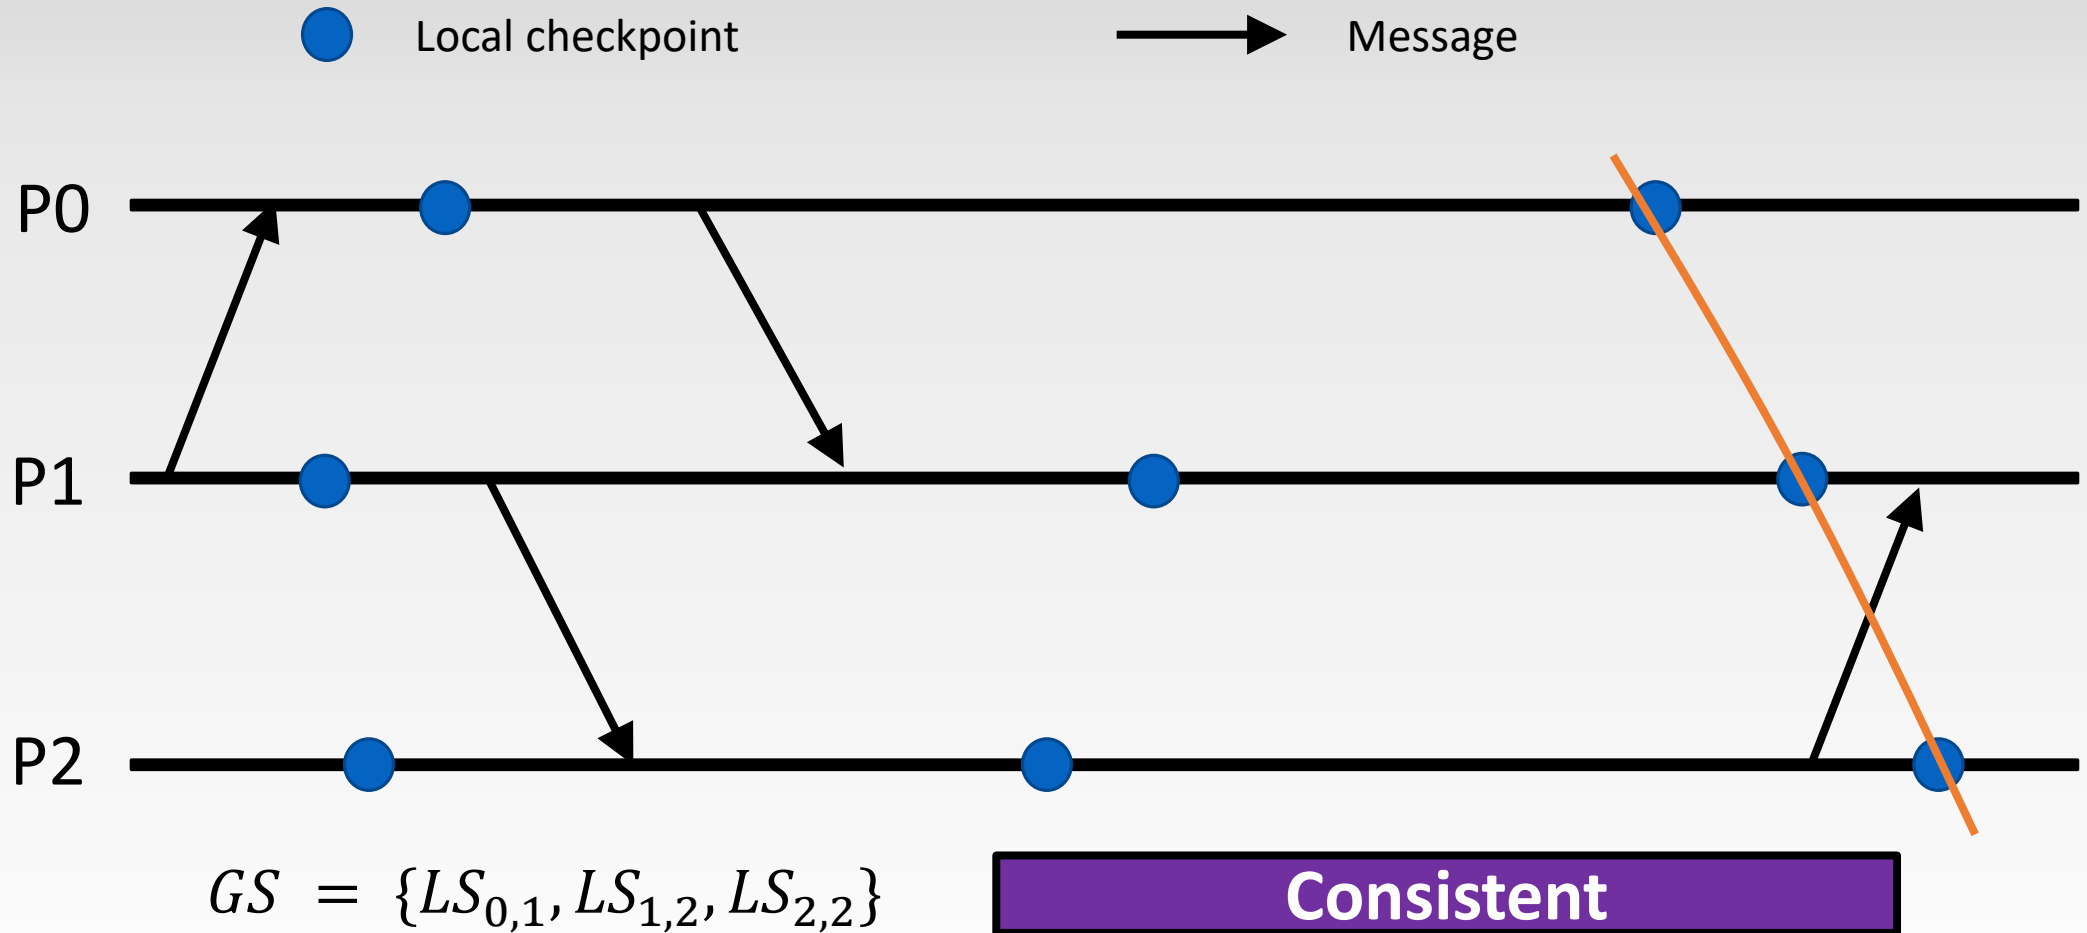 Local checkpoint
Message
P0
P1
P2
GS = {LS₀,₁, LS₁,₂, LS₂,₂}
Consistent